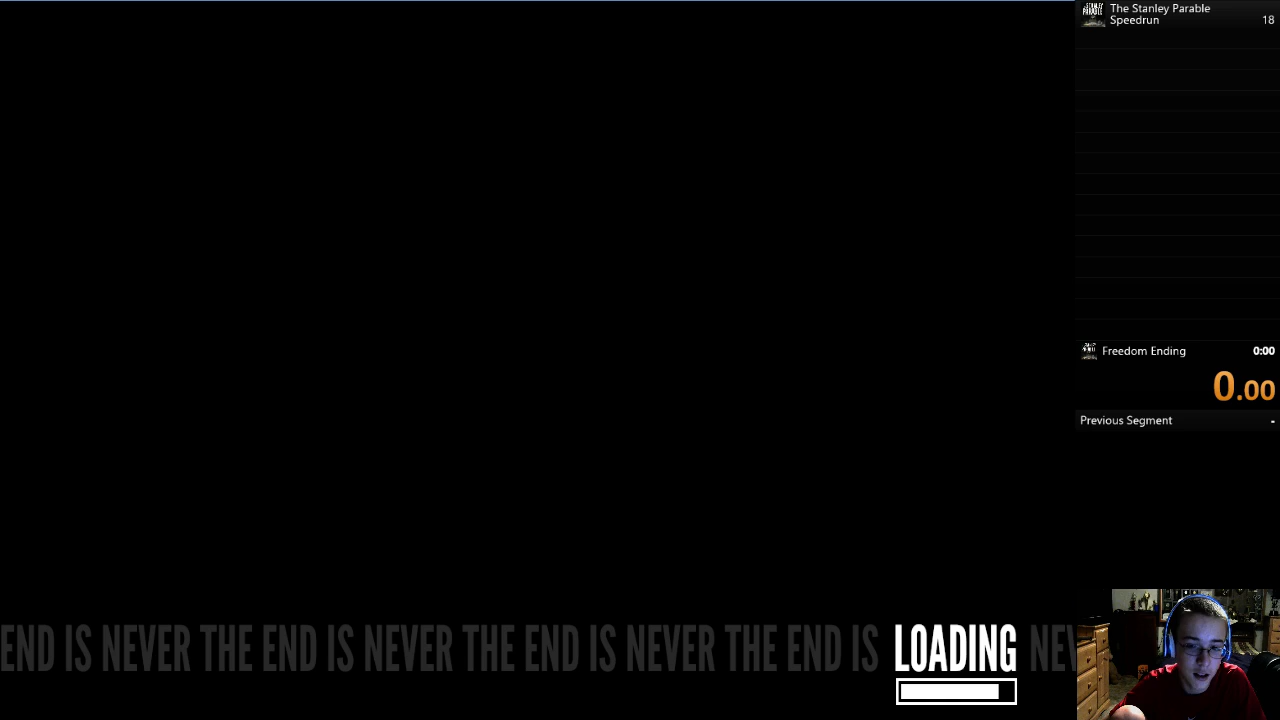 The Stanley Parable
Speedrun
18
Freedom Ending
0:00
0.00
Previous Segment
-
END IS NEVER THE END IS NEVER THE END IS NEVER THE END IS LOADING NEV